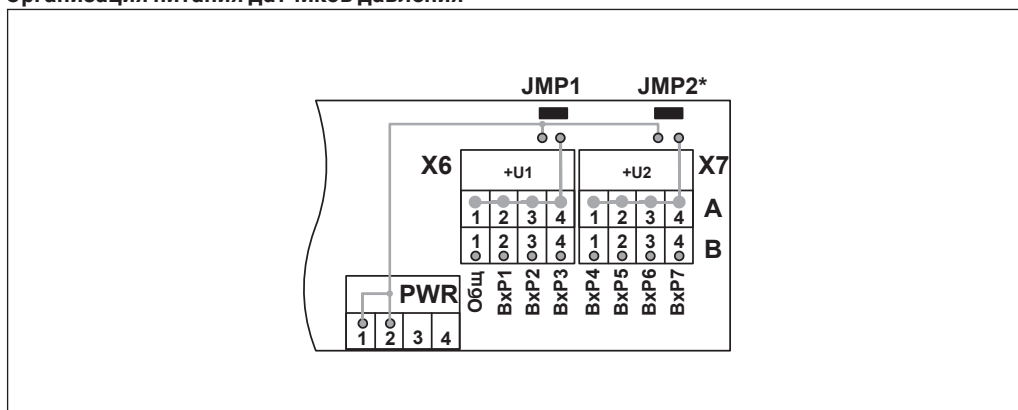 Организация питания датчиков давления
JMP1 JMP2*
X6 +U1 +U2 X7
1 2 3 4 1 2 3 4 A
1 2 3 4 1 2 3 4 B
Общ ВхР1 ВхР2 ВхР3 ВхР4 ВхР5 ВхР6 ВхР7
PWR
1 2 3 4